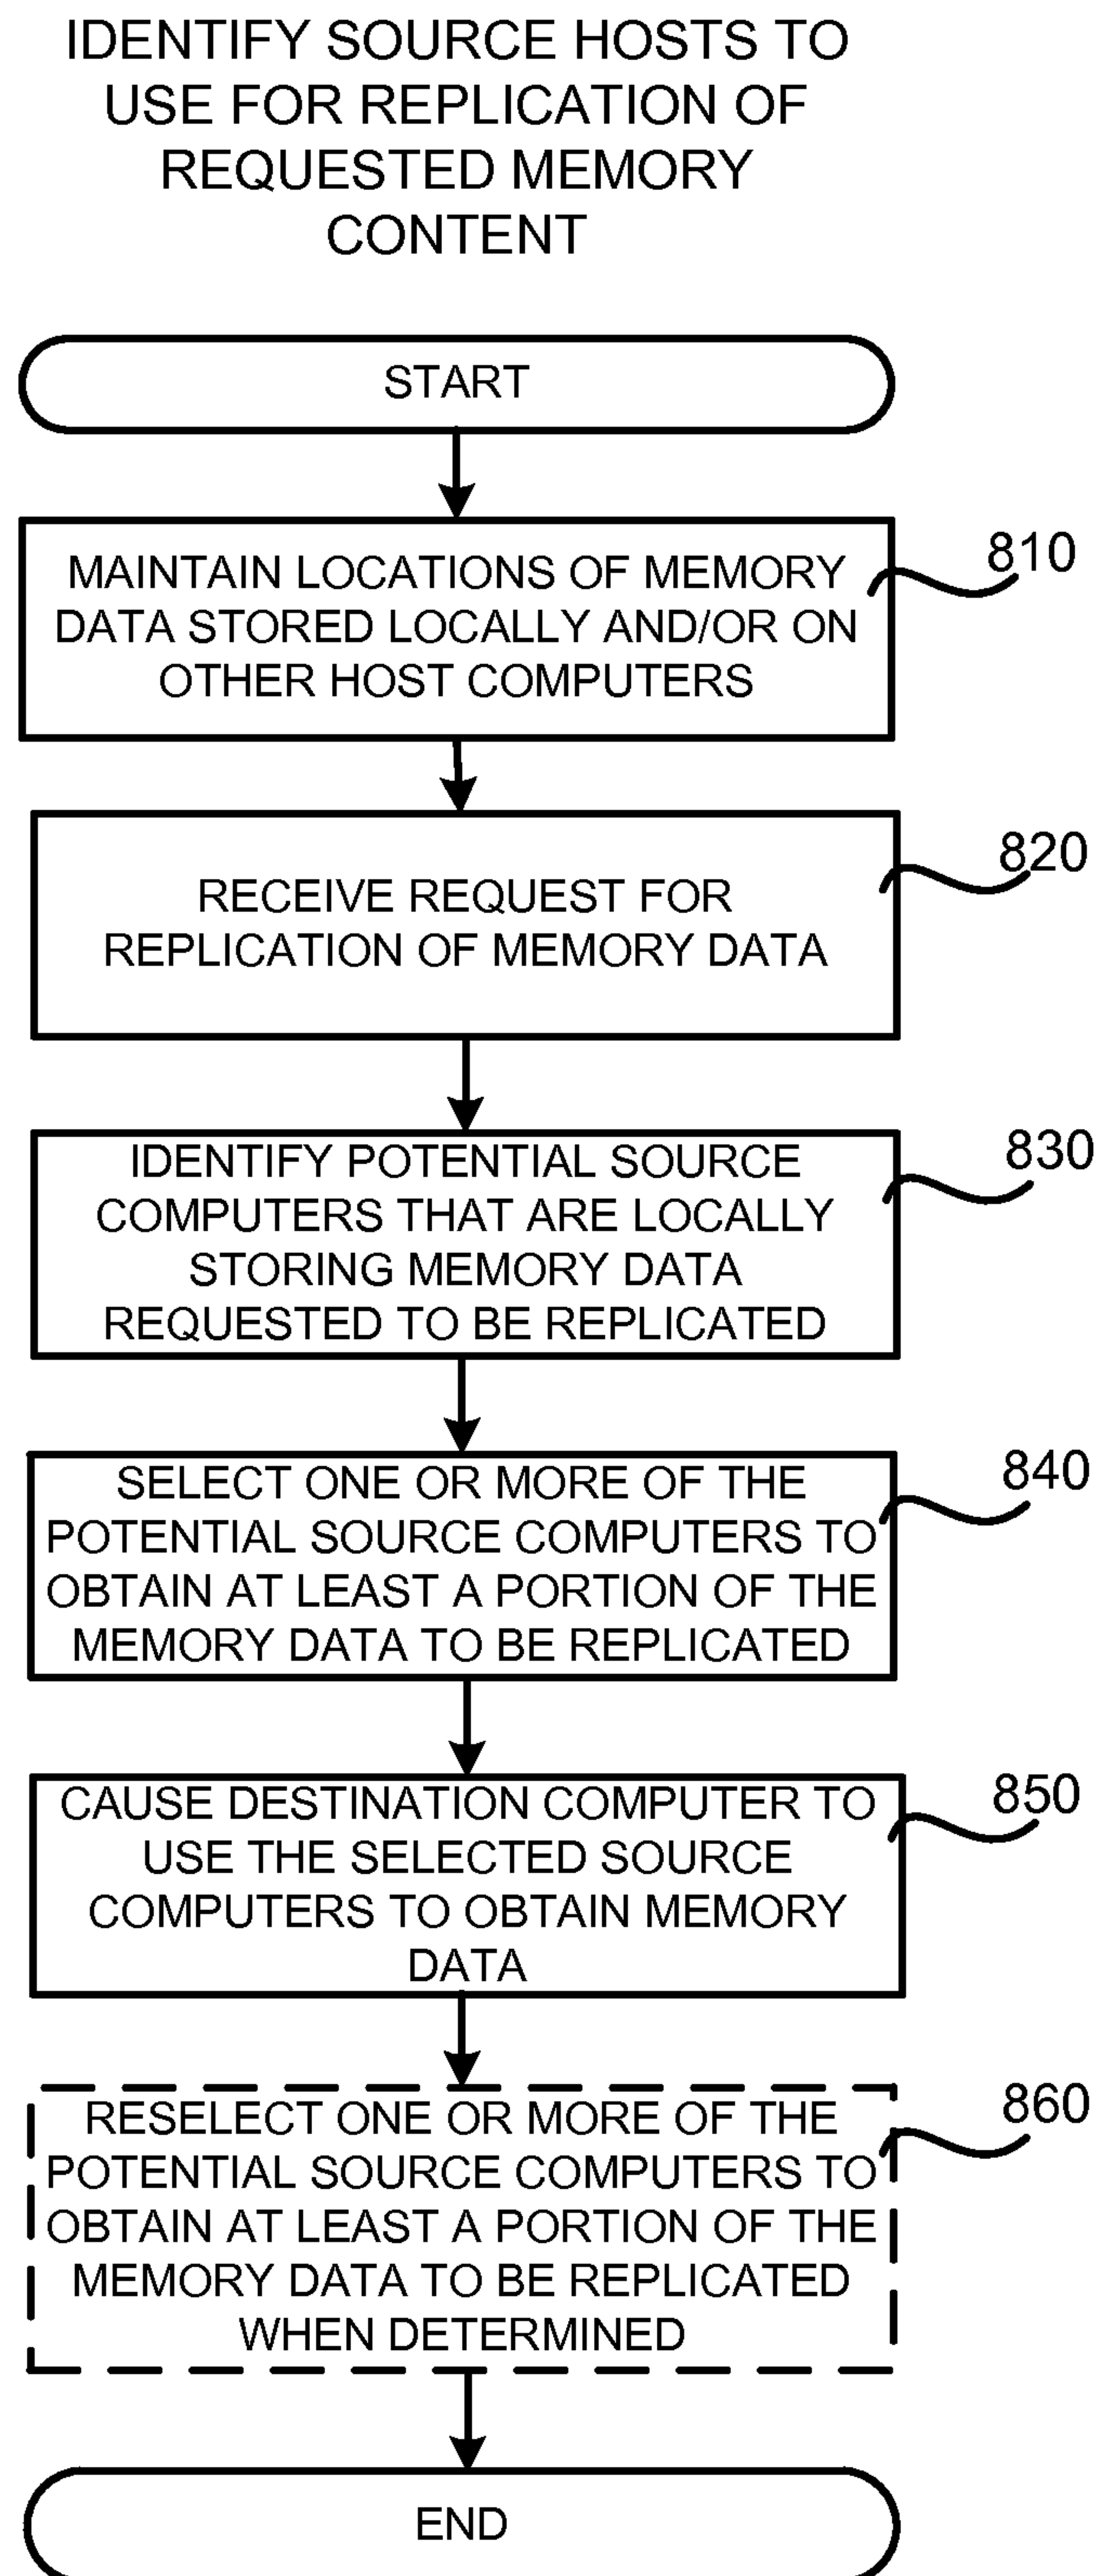 IDENTIFY SOURCE HOSTS TO
USE FOR REPLICATION OF
REQUESTED MEMORY
CONTENT
START
MAINTAIN LOCATIONS OF MEMORY
DATA STORED LOCALLY AND/OR ON
OTHER HOST COMPUTERS
810
RECEIVE REQUEST FOR
REPLICATION OF MEMORY DATA
820
IDENTIFY POTENTIAL SOURCE
COMPUTERS THAT ARE LOCALLY
STORING MEMORY DATA
REQUESTED TO BE REPLICATED
830
SELECT ONE OR MORE OF THE
POTENTIAL SOURCE COMPUTERS TO
OBTAIN AT LEAST A PORTION OF THE
MEMORY DATA TO BE REPLICATED
840
CAUSE DESTINATION COMPUTER TO
USE THE SELECTED SOURCE
COMPUTERS TO OBTAIN MEMORY
DATA
850
RESELECT ONE OR MORE OF THE
POTENTIAL SOURCE COMPUTERS TO
OBTAIN AT LEAST A PORTION OF THE
MEMORY DATA TO BE REPLICATED
WHEN DETERMINED
860
END